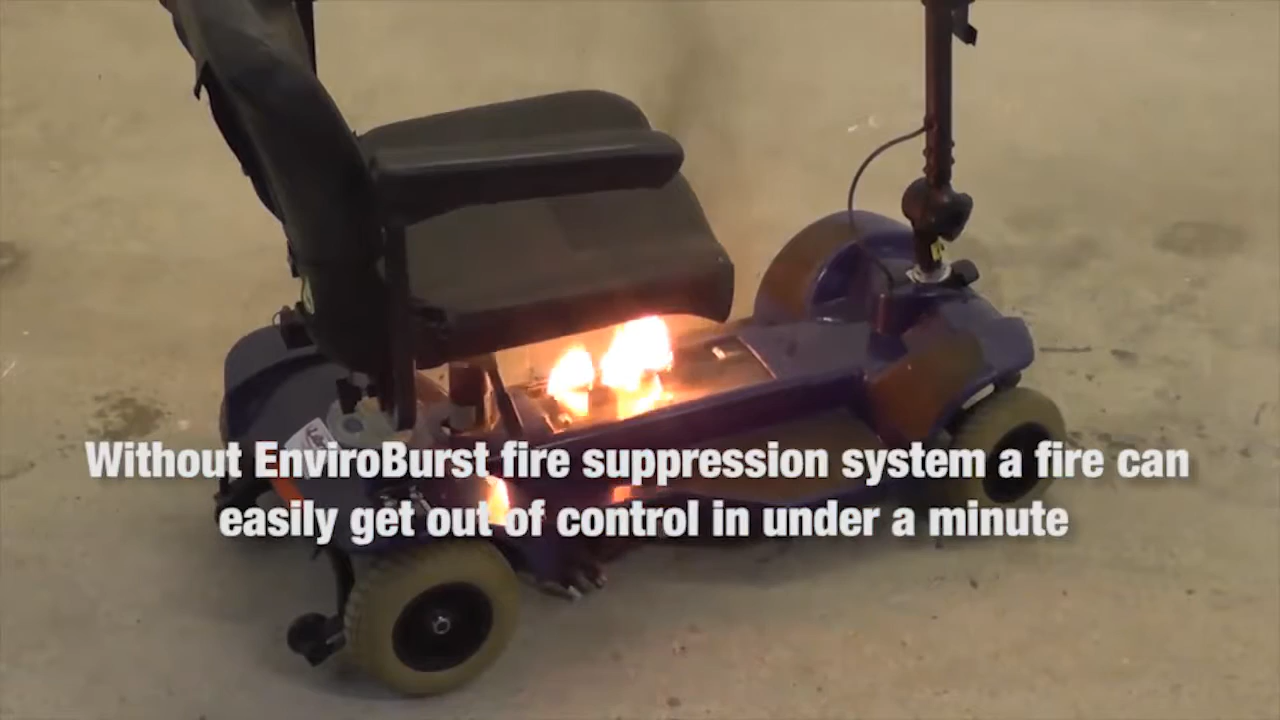 Without EnviroBurst fire suppression system a fire can
easily get out of control in under a minute